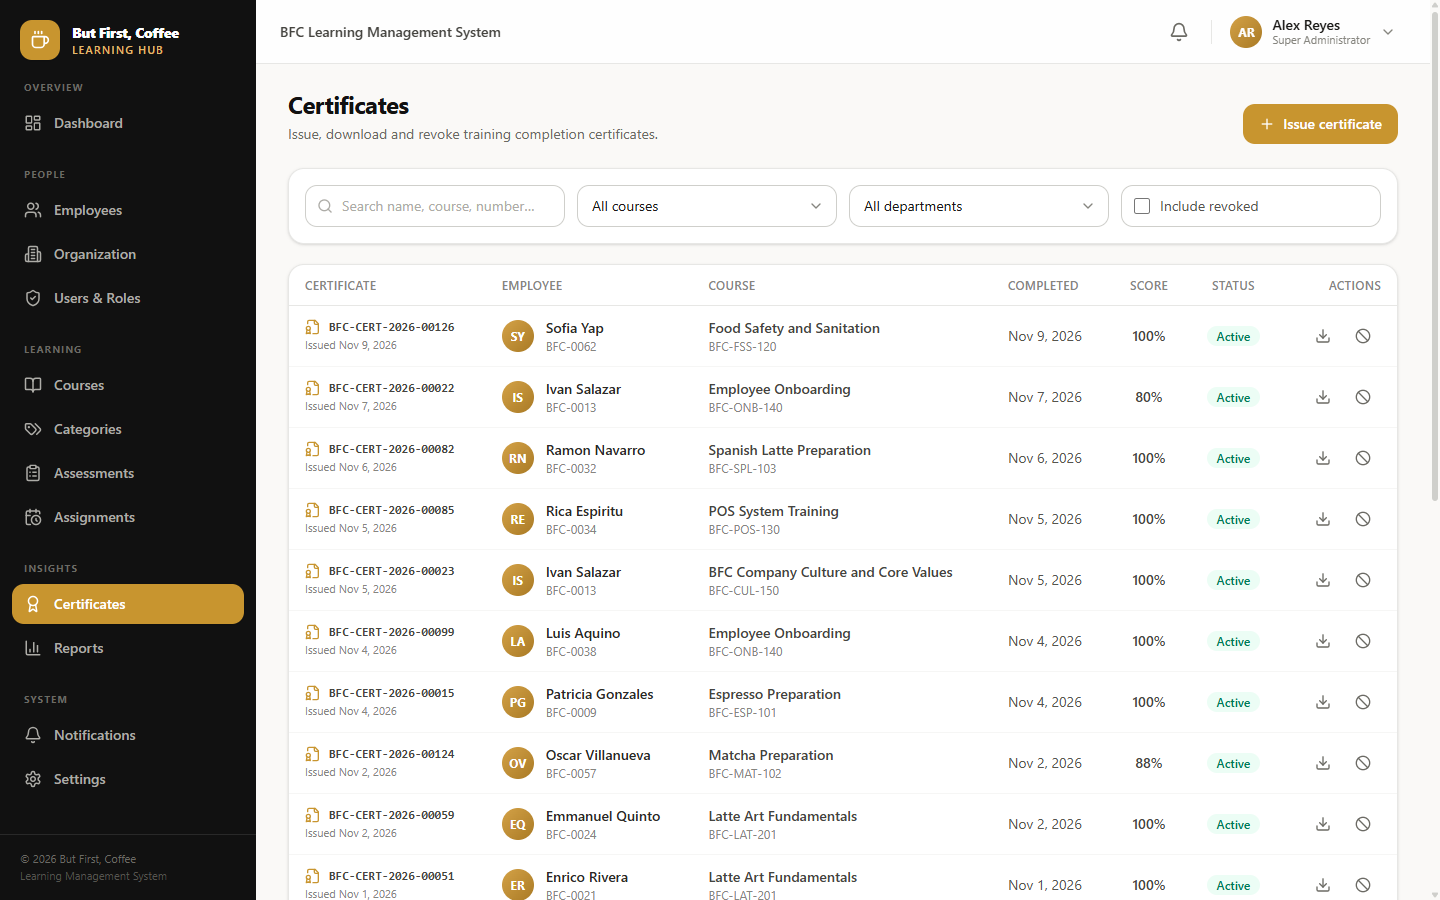 But First, Coffee
LEARNING HUB
OVERVIEW
Dashboard
PEOPLE
Employees
Organization
Users & Roles
LEARNING
Courses
Categories
Assessments
Assignments
INSIGHTS
Certificates
Reports
SYSTEM
Notifications
Settings
© 2026 But First, Coffee
Learning Management System
BFC Learning Management System
AR
Alex Reyes
Super Administrator
Certificates
Issue, download and revoke training completion certificates.
Issue certificate
Search name, course, number...
All courses
All departments
Include revoked
CERTIFICATE EMPLOYEE COURSE COMPLETED SCORE STATUS ACTIONS
BFC-CERT-2026-00126 SY Sofia Yap Food Safety and Sanitation Nov 9, 2026 100% Active
Issued Nov 9, 2026 BFC-0062 BFC-FSS-120
BFC-CERT-2026-00022 IS Ivan Salazar Employee Onboarding Nov 7, 2026 80% Active
Issued Nov 7, 2026 BFC-0013 BFC-ONB-140
BFC-CERT-2026-00082 RN Ramon Navarro Spanish Latte Preparation Nov 6, 2026 100% Active
Issued Nov 6, 2026 BFC-0032 BFC-SPL-103
BFC-CERT-2026-00085 RE Rica Espiritu POS System Training Nov 5, 2026 100% Active
Issued Nov 5, 2026 BFC-0034 BFC-POS-130
BFC-CERT-2026-00023 IS Ivan Salazar BFC Company Culture and Core Values Nov 5, 2026 100% Active
Issued Nov 5, 2026 BFC-0013 BFC-CUL-150
BFC-CERT-2026-00099 LA Luis Aquino Employee Onboarding Nov 4, 2026 100% Active
Issued Nov 4, 2026 BFC-0038 BFC-ONB-140
BFC-CERT-2026-00015 PG Patricia Gonzales Espresso Preparation Nov 4, 2026 100% Active
Issued Nov 4, 2026 BFC-0009 BFC-ESP-101
BFC-CERT-2026-00124 OV Oscar Villanueva Matcha Preparation Nov 2, 2026 88% Active
Issued Nov 2, 2026 BFC-0057 BFC-MAT-102
BFC-CERT-2026-00059 EQ Emmanuel Quinto Latte Art Fundamentals Nov 2, 2026 100% Active
Issued Nov 2, 2026 BFC-0024 BFC-LAT-201
BFC-CERT-2026-00051 ER Enrico Rivera Latte Art Fundamentals Nov 1, 2026 100% Active
Issued Nov 1, 2026 BFC-0021 BFC-LAT-201